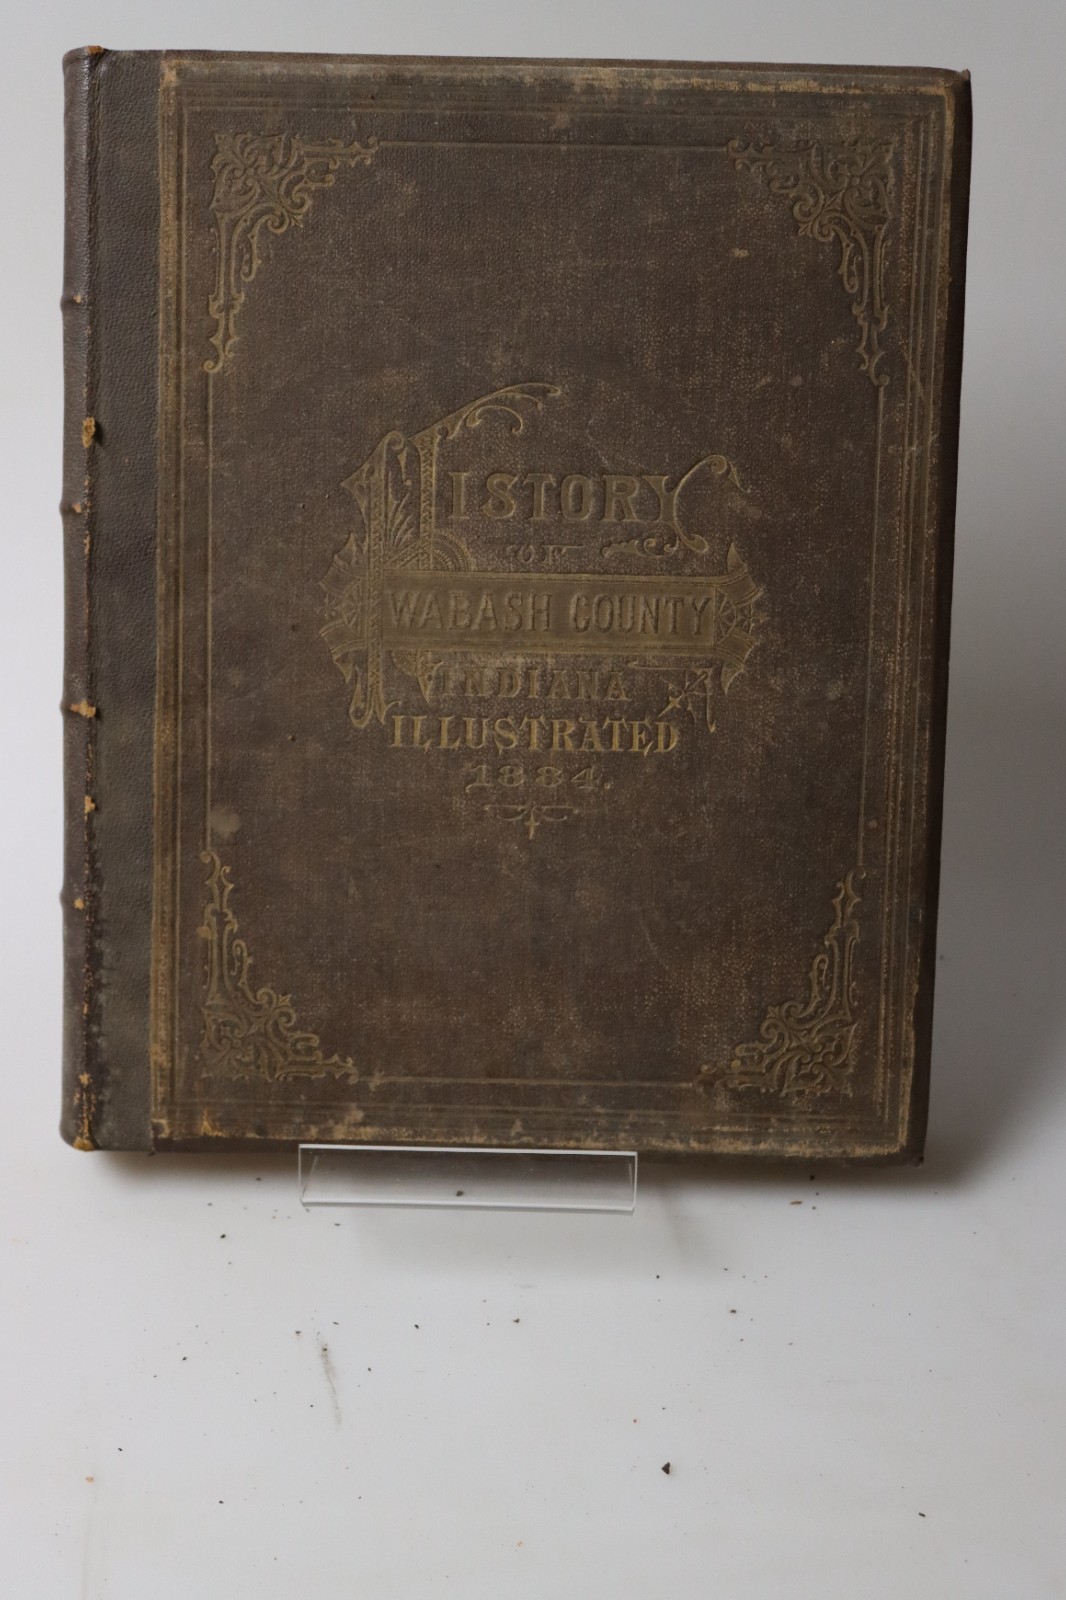 HISTORY
OF
WABASH COUNTY
INDIANA
ILLUSTRATED
1884.